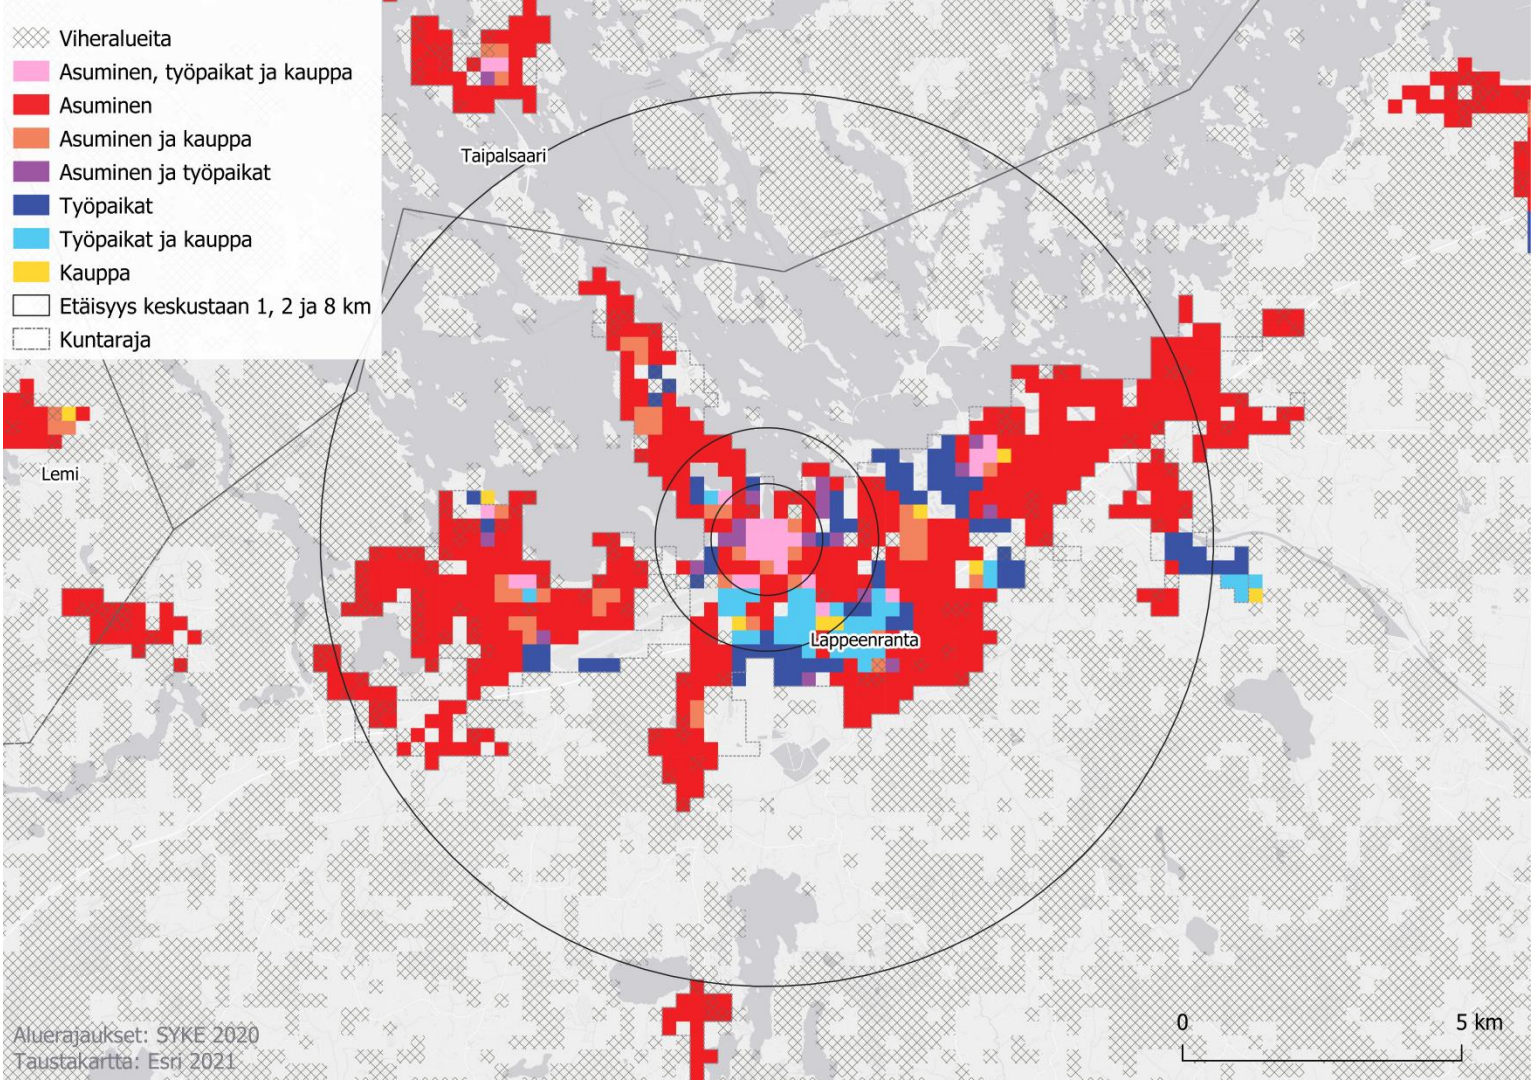 Viheralueita
Asuminen, työpaikat ja kauppa
Asuminen
Asuminen ja kauppa
Asuminen ja työpaikat
Työpaikat
Työpaikat ja kauppa
Kauppa
Etäisyys keskustaan 1, 2 ja 8 km
Kuntaraja
Taipalsaari
Lemi
Lappeenranta
Aluerajaukset: SYKE 2020
Taustakartta: Esri 2021
0 5 km